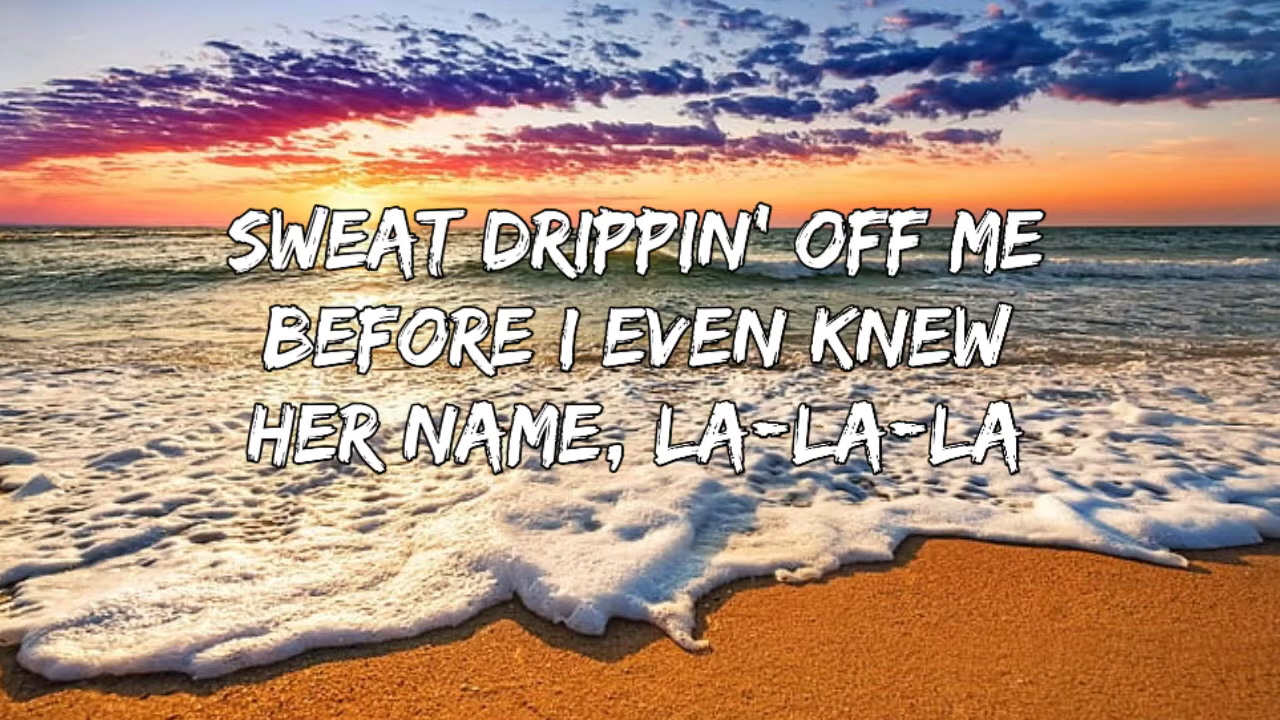 SWEAT DRIPPIN' OFF ME
BEFORE I EVEN KNEW
HER NAME, LA-LA-LA